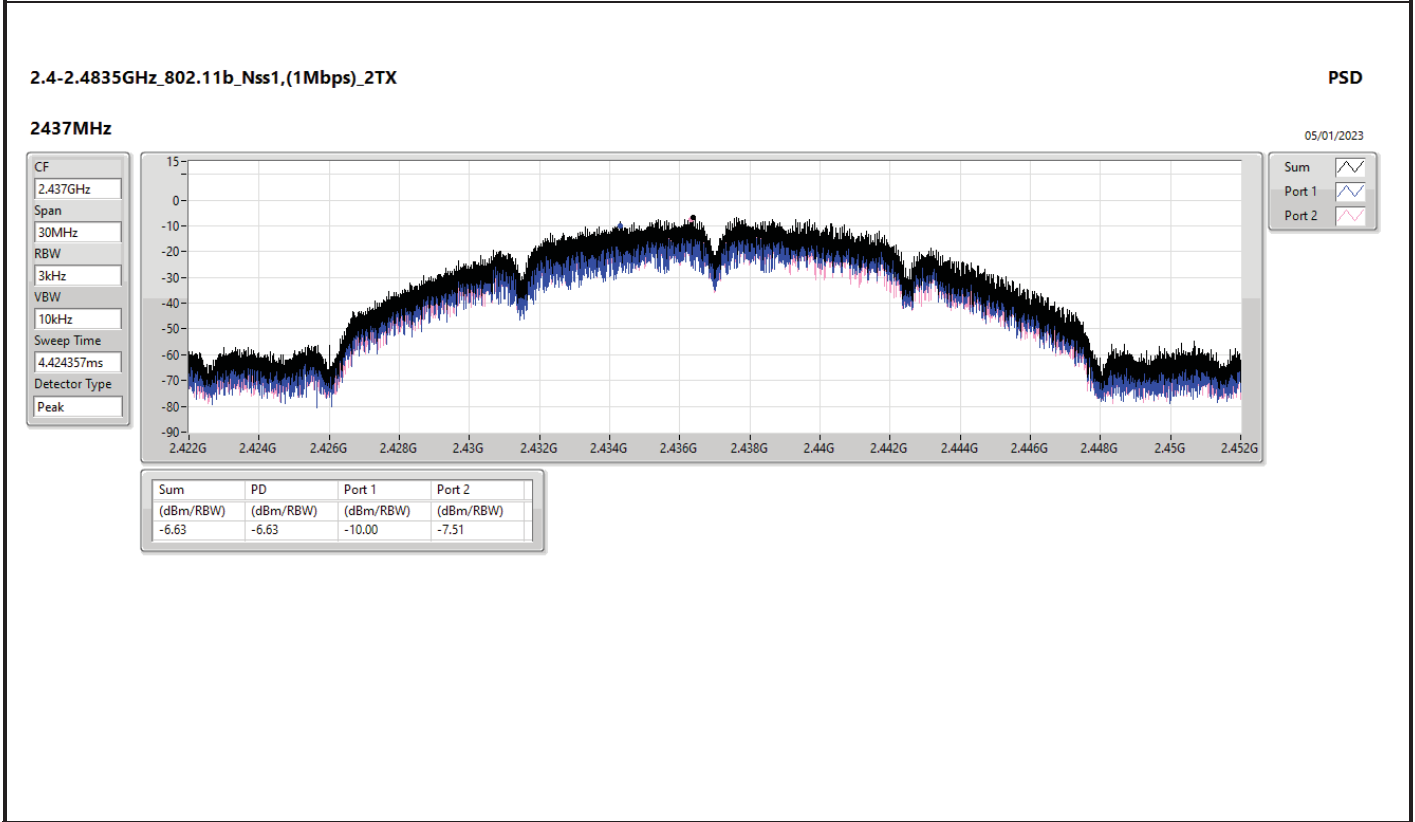 2.4-2.4835GHz_802.11b_Nss1,(1Mbps)_2TX PSD
2437MHz 05/01/2023
CF
2.437GHz
Span
30MHz
RBW
3kHz
VBW
10kHz
Sweep Time
4.424357ms
Detector Type
Peak
15-
0-
-10-
-20-
-30-
-40-
-50-
-60-
-70-
-80-
-90-
2.422G 2.424G 2.426G 2.428G 2.43G 2.432G 2.434G 2.436G 2.438G 2.44G 2.442G 2.444G 2.446G 2.448G 2.45G 2.452G
Sum
Port 1
Port 2
Sum PD Port 1 Port 2
(dBm/RBW) (dBm/RBW) (dBm/RBW) (dBm/RBW)
-6.63 -6.63 -10.00 -7.51